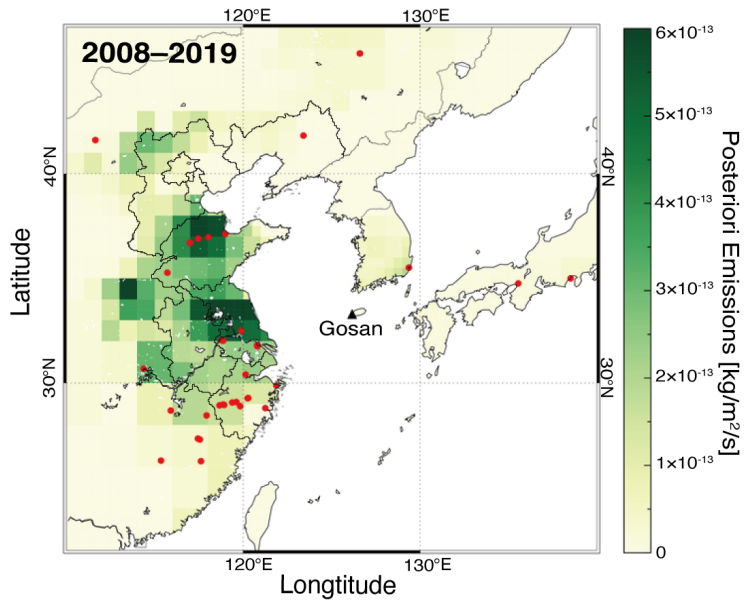 120°E 130°E
2008–2019
40°N 40°N
30°N 30°N
Latitude
Gosan
120°E 130°E
Longtitude
6×10⁻¹³
5×10⁻¹³
4×10⁻¹³
3×10⁻¹³
2×10⁻¹³
1×10⁻¹³
0
Posteriori Emissions [kg/m²/s]